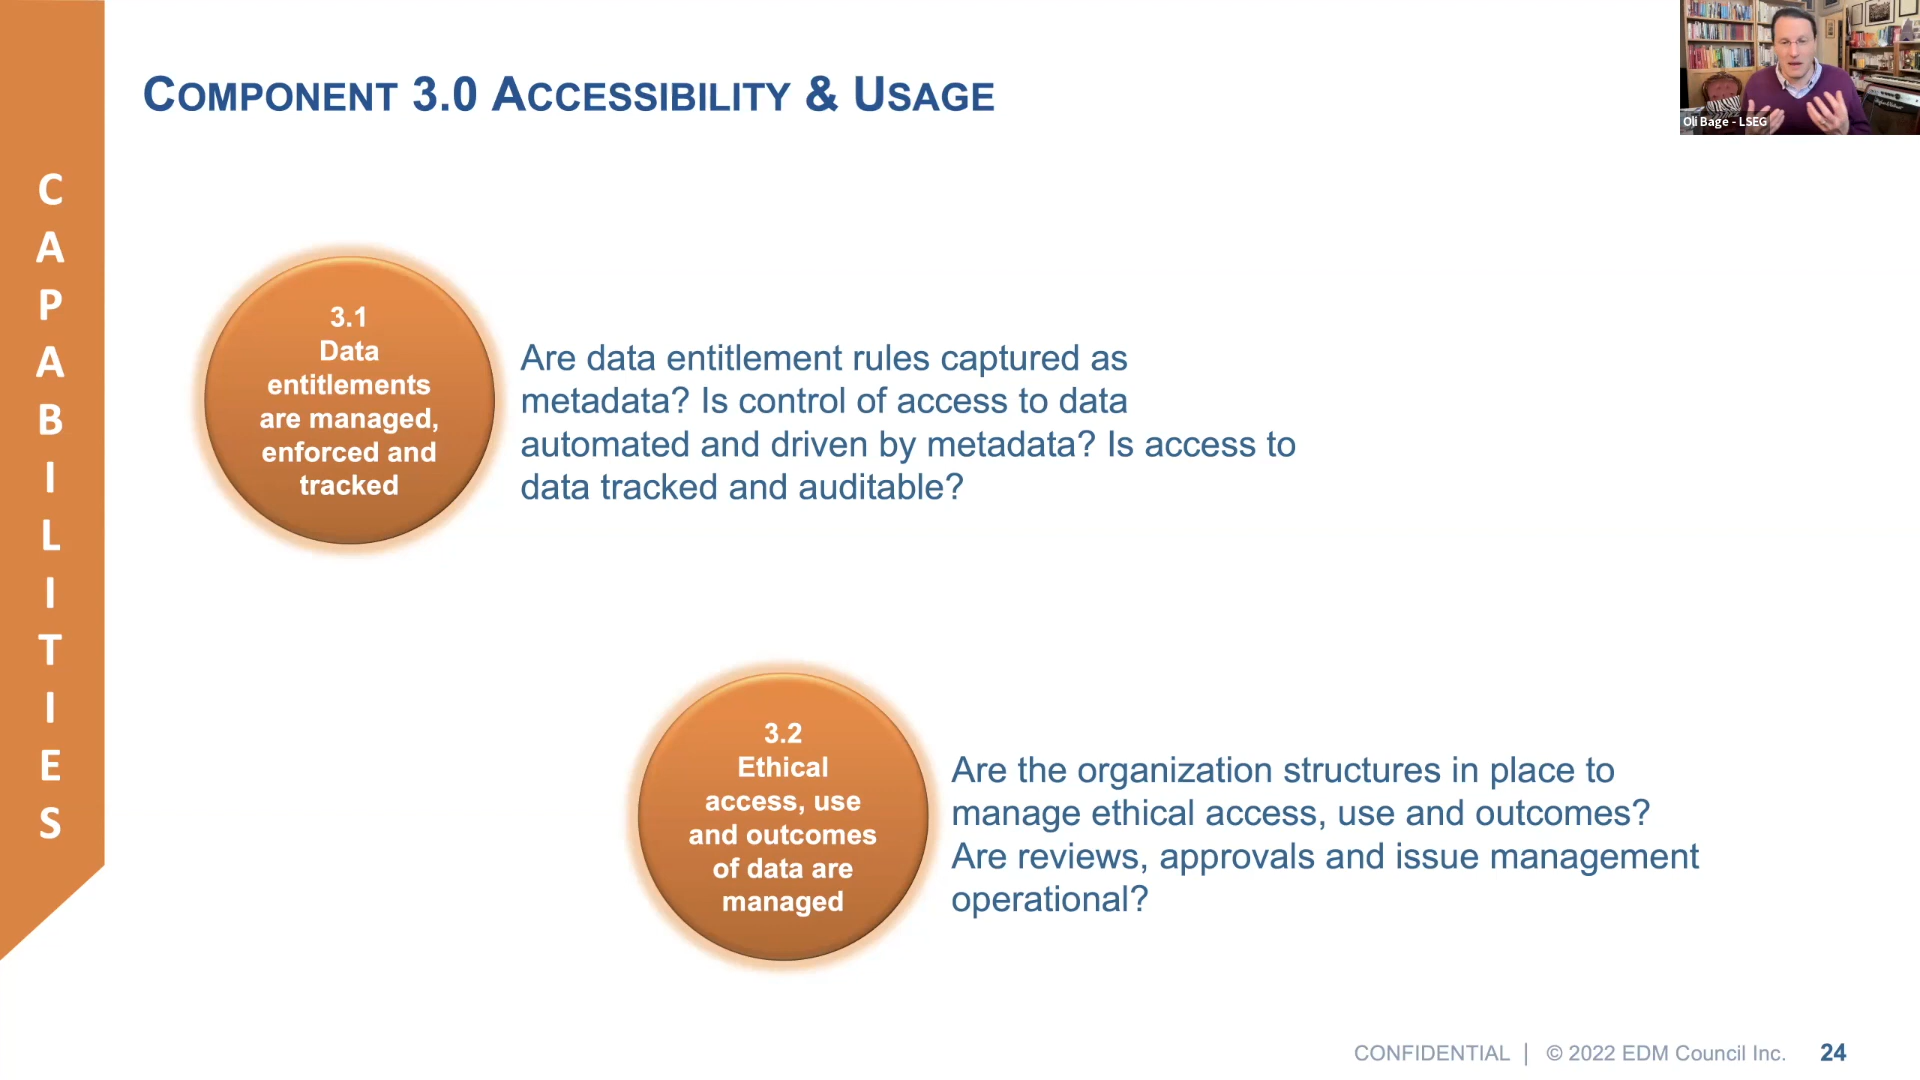 COMPONENT 3.0 ACCESSIBILITY & USAGE
Oli Bage - LSEG
CAPABILITIES
3.1
Data
entitlements
are managed,
enforced and
tracked
Are data entitlement rules captured as
metadata? Is control of access to data
automated and driven by metadata? Is access to
data tracked and auditable?
3.2
Ethical
access, use
and outcomes
of data are
managed
Are the organization structures in place to
manage ethical access, use and outcomes?
Are reviews, approvals and issue management
operational?
CONFIDENTIAL | © 2022 EDM Council Inc. 24